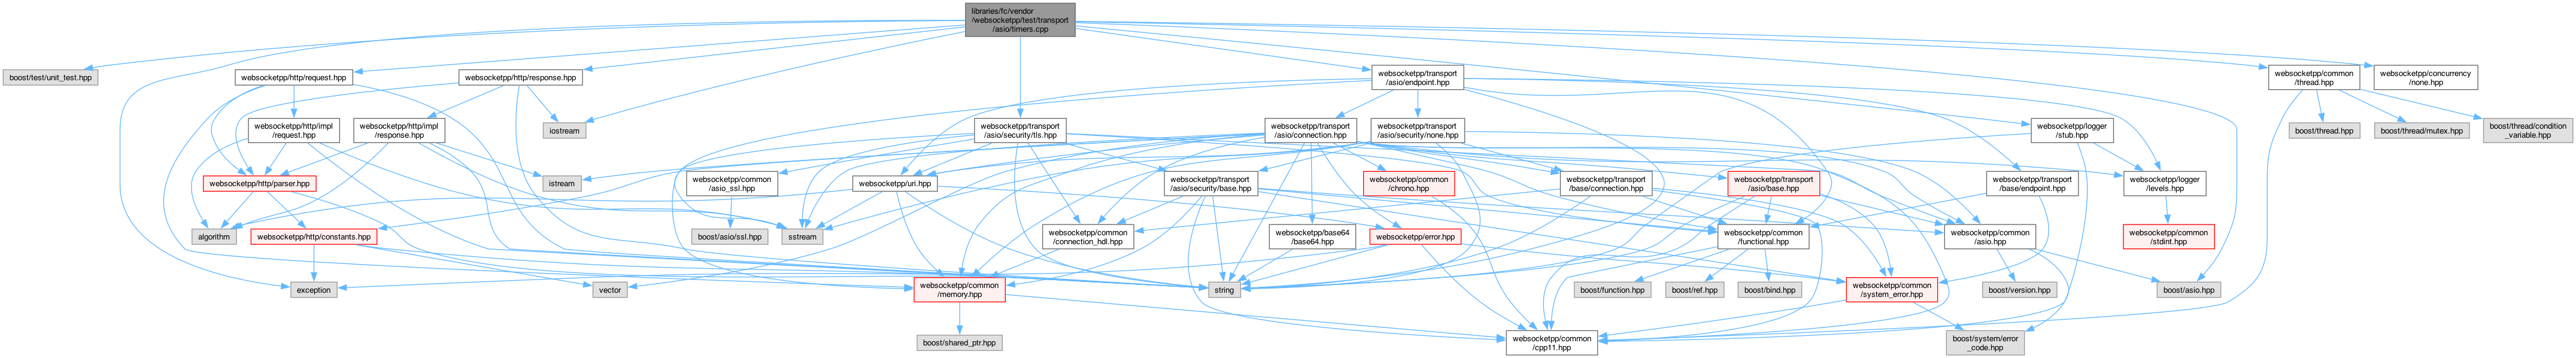 libraries/fc/vendor
/websocketpp/test/transport
/asio/timers.cpp
boost/test/unit_test.hpp
websocketpp/http/request.hpp
websocketpp/http/response.hpp
websocketpp/transport
/asio/endpoint.hpp
websocketpp/common
/thread.hpp
websocketpp/concurrency
/none.hpp
websocketpp/http/impl
/request.hpp
websocketpp/http/impl
/response.hpp
iostream
websocketpp/transport
/asio/security/tls.hpp
websocketpp/transport
/asio/connection.hpp
websocketpp/transport
/asio/security/none.hpp
websocketpp/logger
/stub.hpp
boost/thread.hpp
boost/thread/mutex.hpp
boost/thread/condition
_variable.hpp
websocketpp/http/parser.hpp
istream
websocketpp/common
/asio_ssl.hpp
websocketpp/uri.hpp
websocketpp/transport
/asio/security/base.hpp
websocketpp/common
/chrono.hpp
websocketpp/transport
/base/connection.hpp
websocketpp/transport
/asio/base.hpp
websocketpp/transport
/base/endpoint.hpp
websocketpp/logger
/levels.hpp
algorithm
websocketpp/http/constants.hpp
boost/asio/ssl.hpp
sstream
websocketpp/common
/connection_hdl.hpp
websocketpp/base64
/base64.hpp
websocketpp/error.hpp
websocketpp/common
/functional.hpp
websocketpp/common
/asio.hpp
websocketpp/common
/stdint.hpp
exception
vector
websocketpp/common
/memory.hpp
string
boost/function.hpp
boost/ref.hpp
boost/bind.hpp
websocketpp/common
/system_error.hpp
boost/version.hpp
boost/asio.hpp
boost/shared_ptr.hpp
websocketpp/common
/cpp11.hpp
boost/system/error
_code.hpp